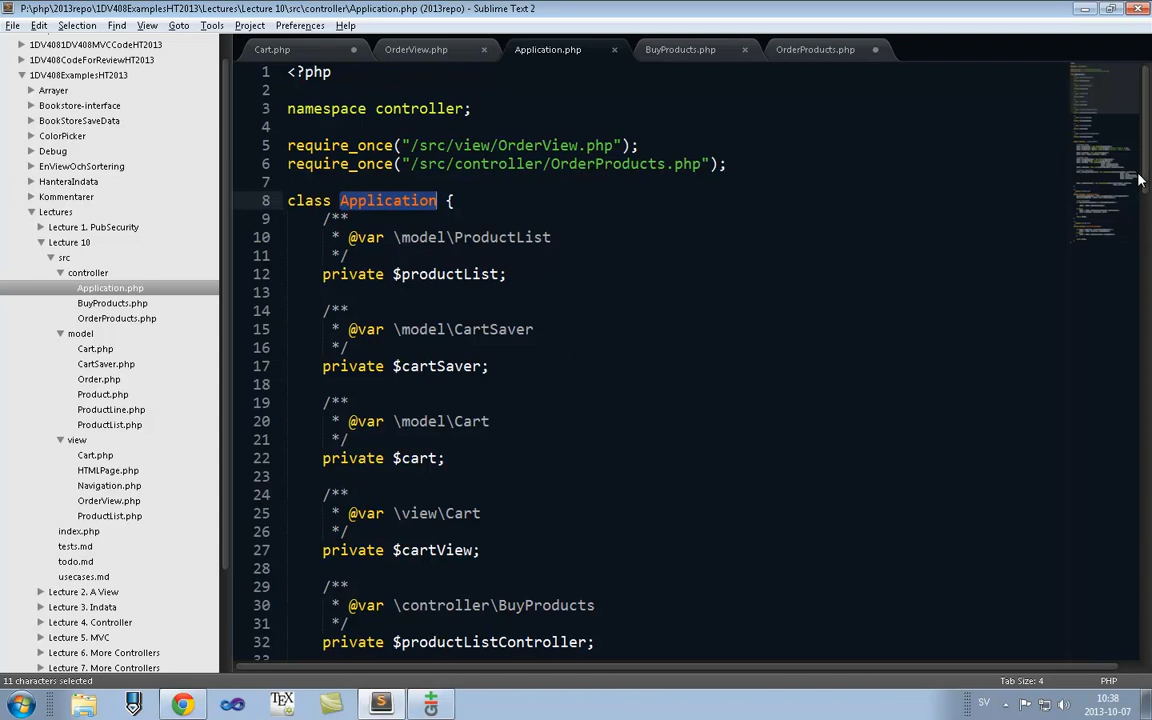 P:\php\2013repo\1DV408ExamplesHT2013\Lectures\Lecture 10\src\controller\Application.php (2013repo) - Sublime Text 2
File Edit Selection Find View Goto Tools Project Preferences Help
1DV4081DV408MVCCodeHT2013
1DV408CodeForReviewHT2013
1DV408ExamplesHT2013
Arrayer
Bookstore-interface
BookStoreSaveData
ColorPicker
Debug
EnViewOchSortering
HanteraIndata
Kommentarer
Lectures
Lecture 1. PubSecurity
Lecture 10
src
controller
Application.php
BuyProducts.php
OrderProducts.php
model
Cart.php
CartSaver.php
Order.php
Product.php
ProductLine.php
ProductList.php
view
Cart.php
HTMLPage.php
Navigation.php
OrderView.php
ProductList.php
index.php
tests.md
todo.md
usecases.md
Lecture 2. A View
Lecture 3. Indata
Lecture 4. Controller
Lecture 5. MVC
Lecture 6. More Controllers
Lecture 7. More Controllers
Cart.php OrderView.php Application.php BuyProducts.php OrderProducts.php
1 <?php
2
3 namespace controller;
4
5 require_once("/src/view/OrderView.php");
6 require_once("/src/controller/OrderProducts.php");
7
8 class Application {
9 /**
10 * @var \model\ProductList
11 */
12 private $productList;
13
14 /**
15 * @var \model\CartSaver
16 */
17 private $cartSaver;
18
19 /**
20 * @var \model\Cart
21 */
22 private $cart;
23
24 /**
25 * @var \view\Cart
26 */
27 private $cartView;
28
29 /**
30 * @var \controller\BuyProducts
31 */
32 private $productListController;
33
11 characters selected
Tab Size: 4 PHP
SV
10:38
2013-10-07